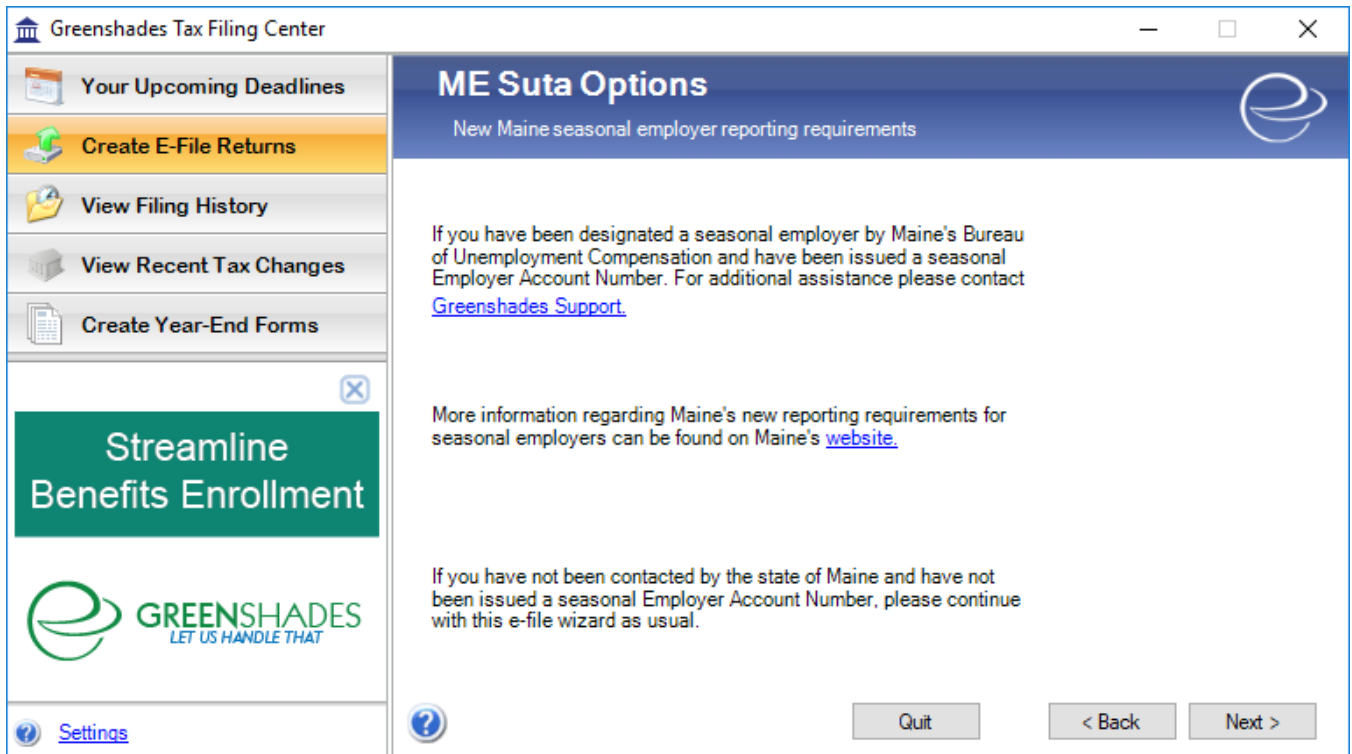 Greenshades Tax Filing Center
Your Upcoming Deadlines
Create E-File Returns
View Filing History
View Recent Tax Changes
Create Year-End Forms
Streamline
Benefits Enrollment
GREENSHADES
LET US HANDLE THAT
Settings
ME Suta Options
New Maine seasonal employer reporting requirements
If you have been designated a seasonal employer by Maine's Bureau
of Unemployment Compensation and have been issued a seasonal
Employer Account Number. For additional assistance please contact
Greenshades Support.
More information regarding Maine's new reporting requirements for
seasonal employers can be found on Maine's website.
If you have not been contacted by the state of Maine and have not
been issued a seasonal Employer Account Number, please continue
with this e-file wizard as usual.
Quit
< Back
Next >